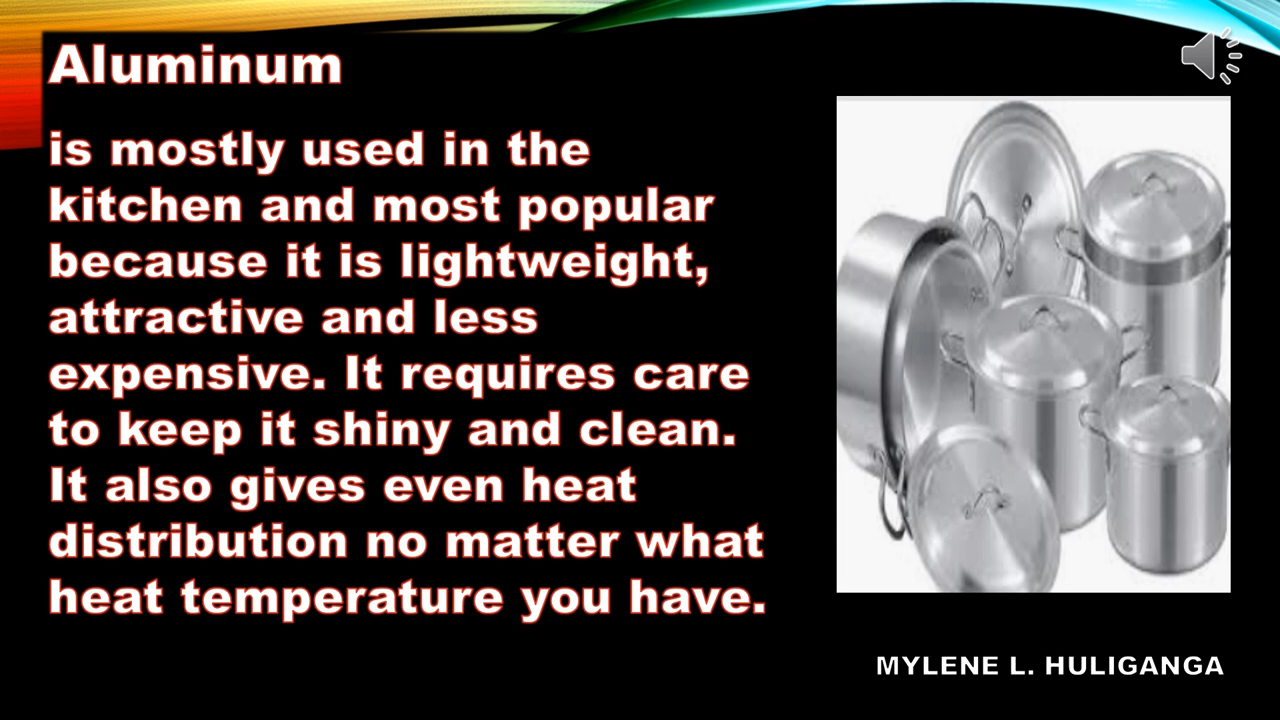 Aluminum
is mostly used in the
kitchen and most popular
because it is lightweight,
attractive and less
expensive. It requires care
to keep it shiny and clean.
It also gives even heat
distribution no matter what
heat temperature you have.
MYLENE L. HULIGANGA